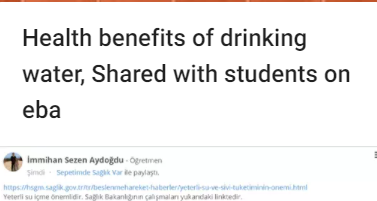 Health benefits of drinking
water, Shared with students on
eba
İmmihan Sezen Aydoğdu - Öğretmen
Şimdi · Sepetimde Sağlık Var ile paylaştı.
https://hsgm.saglik.gov.tr/tr/beslenmehareket-haberler/yeterli-su-ve-sivi-tuketiminin-onemi.html
Yeterli su içme önemlidir. Sağlık Bakanlığının çalışmaları yukarıdaki linktedir.